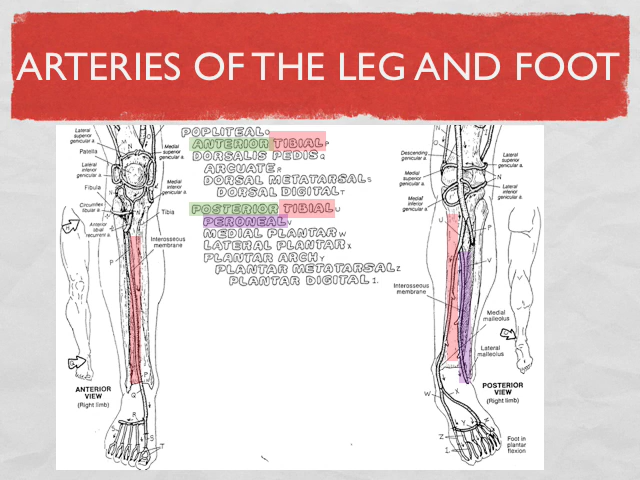 ARTERIES OF THE LEG AND FOOT
POPLITEAL O
ANTERIOR TIBIAL P
DORSALIS PEDIS Q
ARCUATE R
DORSAL METATARSAL S
DORSAL DIGITAL T
POSTERIOR TIBIAL U
PERONEAL V
MEDIAL PLANTAR W
LATERAL PLANTAR X
PLANTAR ARCH Y
PLANTAR METATARSAL Z
PLANTAR DIGITAL 1.
Lateral
superior
genicular a.
Patella
Lateral
inferior
genicular a.
Fibula
Circumflex
fibular a.
Anterior
tibial
recurrent a.
Medial
superior
genicular a.
Medial
inferior
genicular a.
Tibia
Interosseous
membrane
N
M
N
P
P
Q
R
S
T
ANTERIOR
VIEW
(Right limb)
Descending
genicular a.
Medial
superior
genicular a.
Medial
inferior
genicular a.
Lateral
superior
genicular a.
N
Lateral
inferior
genicular a.
U
P
V
Interosseous
membrane
Medial
malleolus
Lateral
malleolus
W
X
Y
Z
1.
POSTERIOR
VIEW
(Right limb)
Foot in
plantar
flexion